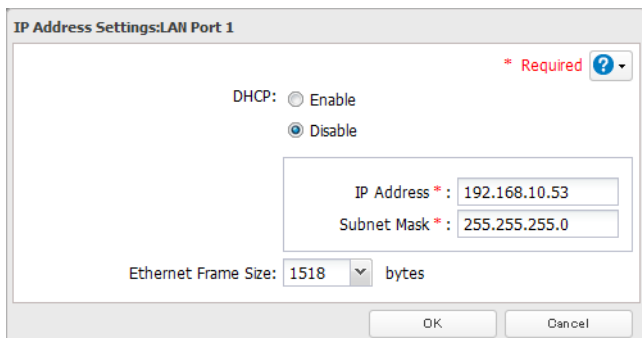 IP Address Settings:LAN Port 1
* Required ?
DHCP: Enable
Disable
IP Address * : 192.168.10.53
Subnet Mask * : 255.255.255.0
Ethernet Frame Size: 1518 bytes
OK Cancel